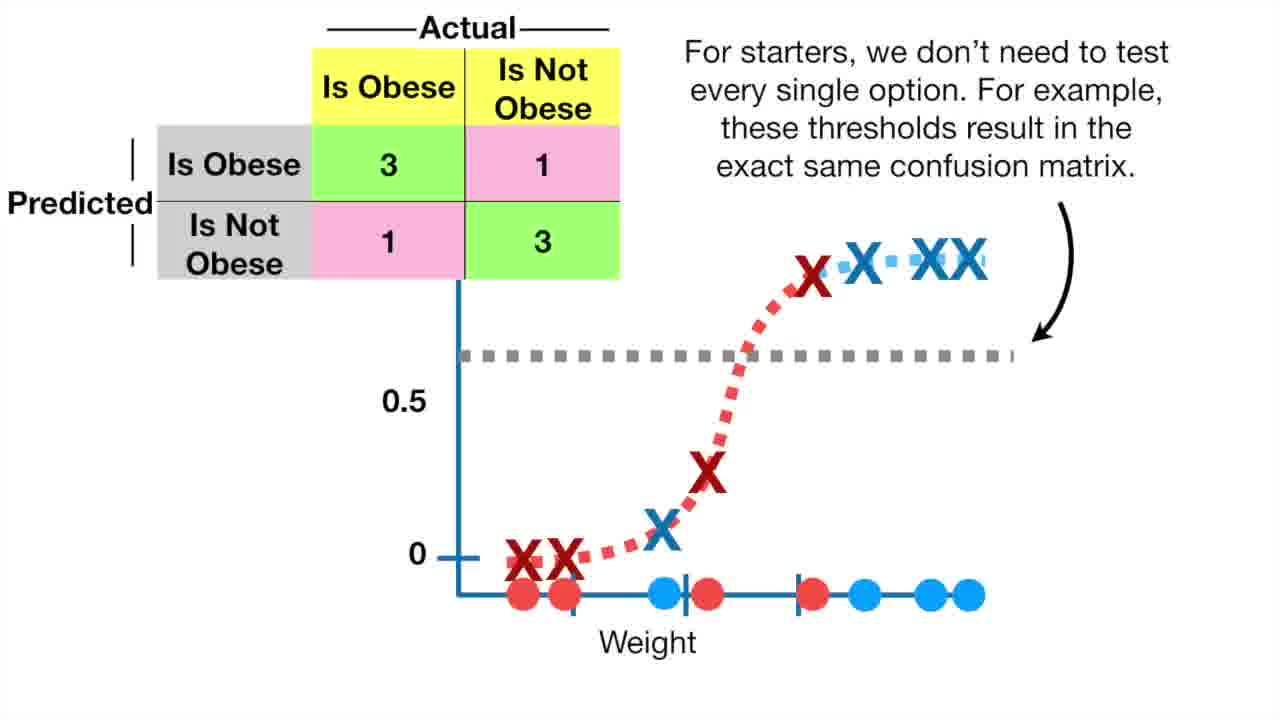 Actual
Is Obese
Is Not
Obese
Predicted
Is Obese
3
1
Is Not
Obese
1
3
For starters, we don’t need to test
every single option. For example,
these thresholds result in the
exact same confusion matrix.
X X X X
0.5
X
X
0
X X
Weight